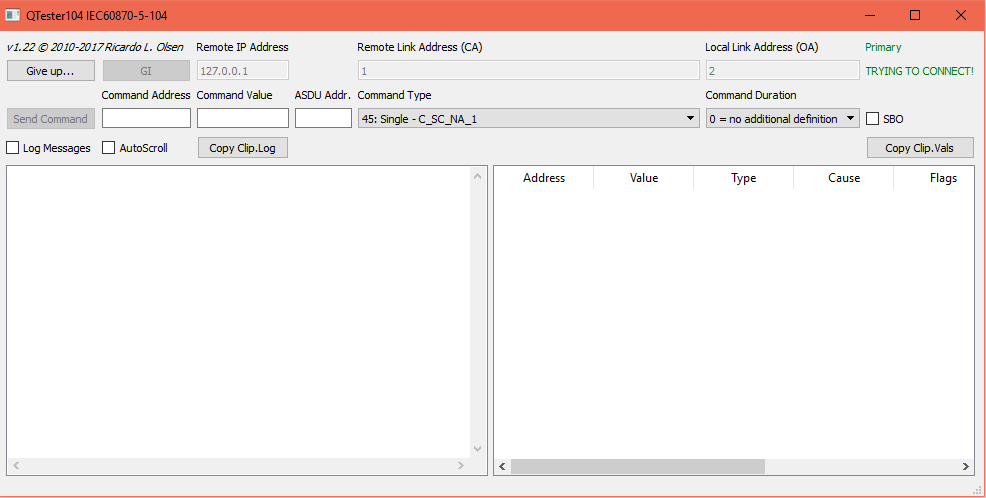 QTester104 IEC60870-5-104
v1.22 © 2010-2017 Ricardo L. Olsen Remote IP Address Remote Link Address (CA) Local Link Address (OA) Primary
Give up... GI 127.0.0.1 1 2 TRYING TO CONNECT!
Command Address Command Value ASDU Addr. Command Type Command Duration
Send Command 45: Single - C_SC_NA_1 0 = no additional definition SBO
Log Messages AutoScroll Copy Clip.Log Copy Clip.Vals
Address Value Type Cause Flags